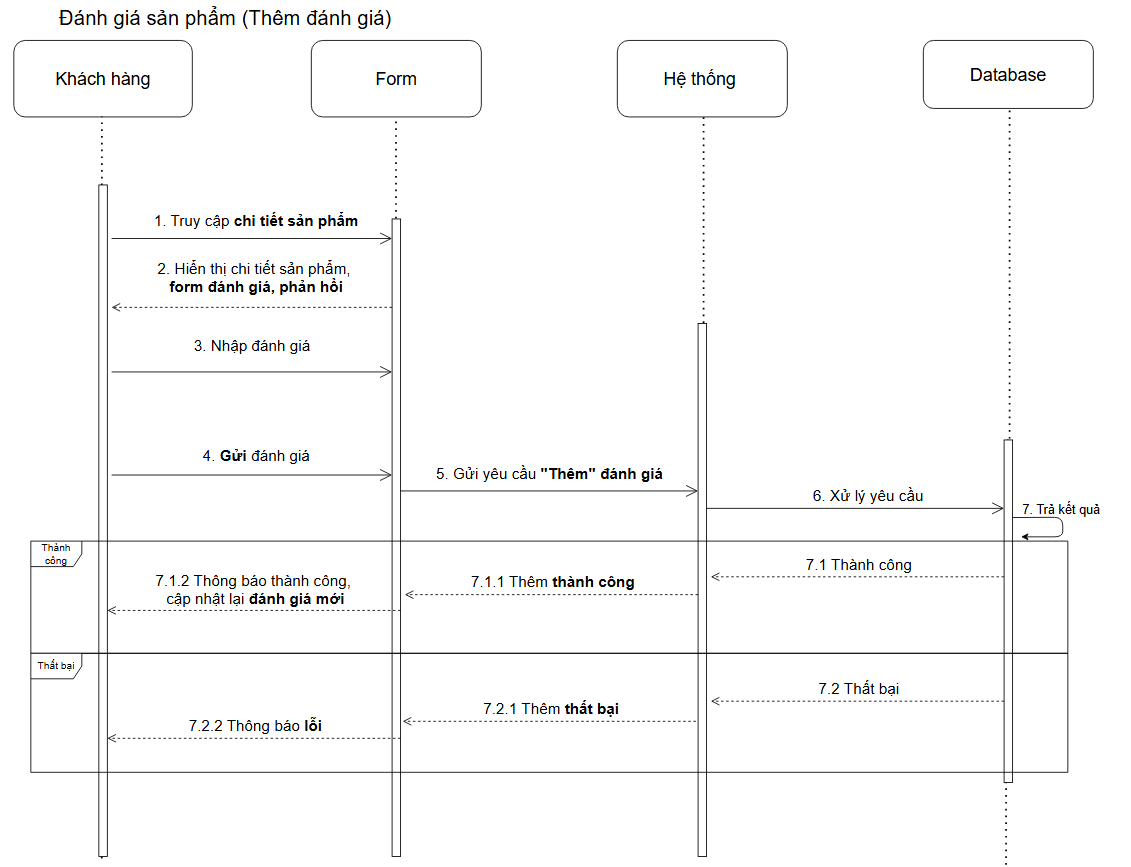 Đánh giá sản phẩm (Thêm đánh giá)
Khách hàng
Form
Hệ thống
Database
1. Truy cập chi tiết sản phẩm
2. Hiển thị chi tiết sản phẩm,
form đánh giá, phản hồi
3. Nhập đánh giá
4. Gửi đánh giá
5. Gửi yêu cầu "Thêm" đánh giá
6. Xử lý yêu cầu
7. Trả kết quả
Thành
công
7.1 Thành công
7.1.1 Thêm thành công
7.1.2 Thông báo thành công,
cập nhật lại đánh giá mới
Thất bại
7.2 Thất bại
7.2.1 Thêm thất bại
7.2.2 Thông báo lỗi